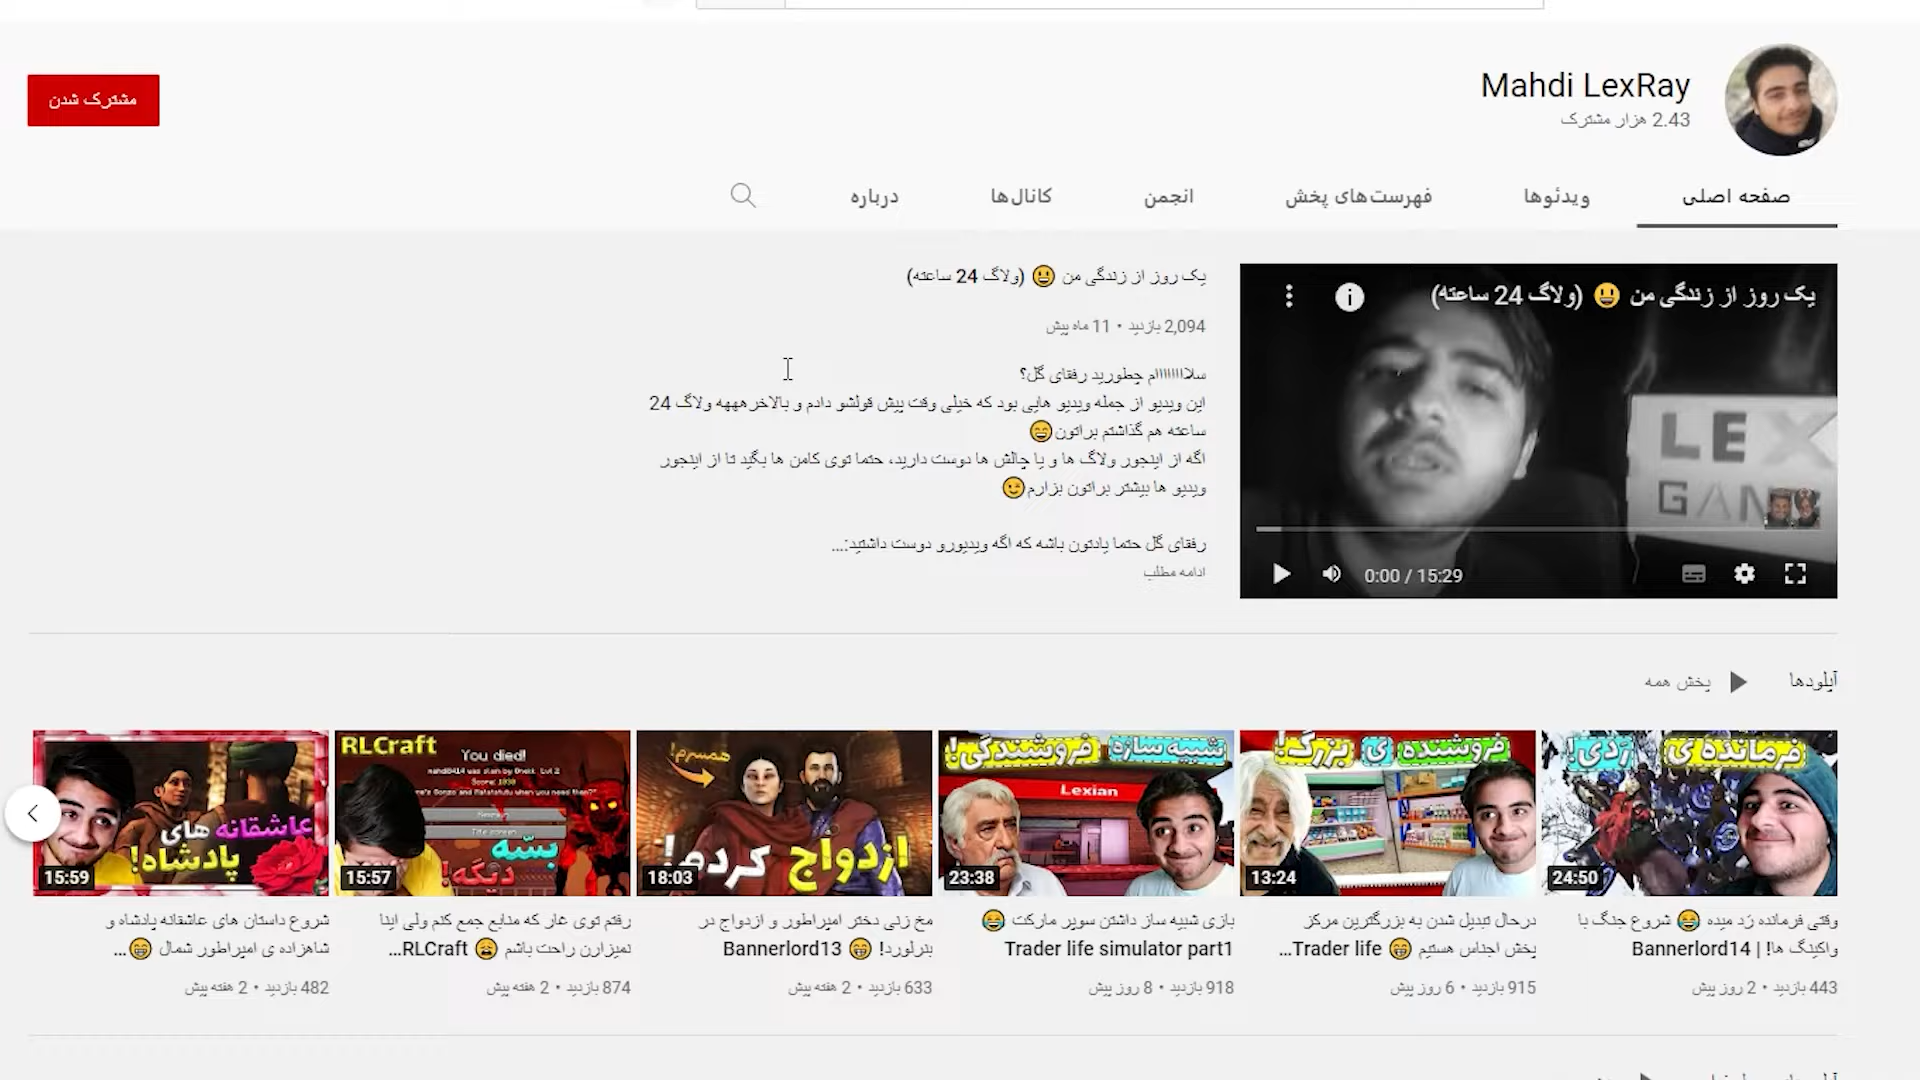 Mahdi LexRay
2.43 هزار مشترک
مشترک شدن
صفحه اصلی
ویدئوها
فهرست‌های پخش
انجمن
کانال‌ها
درباره
یک روز از زندگی من 😃 (ولاگ 24 ساعته)
LEX
GAM
0:00 / 15:29
یک روز از زندگی من 😃 (ولاگ 24 ساعته)
2,094 بازدید • 11 ماه پیش
سلاااااااام چطورید رفقای گل؟
این ویدیو از جمله ویدیو هایی بود که خیلی وقت پیش قولشو دادم و بالاخرههه ولاگ 24
ساعته هم گذاشتم براتون😁
اگه از اینجور ولاگ ها و یا چالش ها دوست دارید، حتما توی کامن ها بگید تا از اینجور
ویدیو ها بیشتر براتون بزارم😉
رفقای گل حتما یادتون باشه که اگه ویدیورو دوست داشتید:...
ادامه مطلب
آپلودها
پخش همه
فرمانده ی زدی!
24:50
وقتی فرمانده زد میده 😂 شروع جنگ با
واکینگ ها! | Bannerlord14
443 بازدید • 2 روز پیش
فروشنده ی بزرگ!
13:24
درحال تبدیل شدن به بزرگترین مرکز
پخش اجناس هستیم 😁 Trader life...
915 بازدید • 6 روز پیش
شبیه سازه فروشندگی!
Lexian
23:38
بازی شبیه ساز داشتن سوپر مارکت 😂
Trader life simulator part1
918 بازدید • 8 روز پیش
همسرم!
ازدواج کردم!
18:03
مخ زنی دختر امپراطور و ازدواج در
بنرلورد! 😁 Bannerlord13
633 بازدید • 2 هفته پیش
RLCraft
You died!
Title screen
بسّه
دیگه!
15:57
رفتم توی غار که منابع جمع کنم ولی اینا
نمیزارن راحت باشم 😩 RLCraft...
874 بازدید • 2 هفته پیش
عاشقانه های
پادشاه!
15:59
شروع داستان های عاشقانه پادشاه و
شاهزاده ی امپراطور شمال 😁...
482 بازدید • 2 هفته پیش